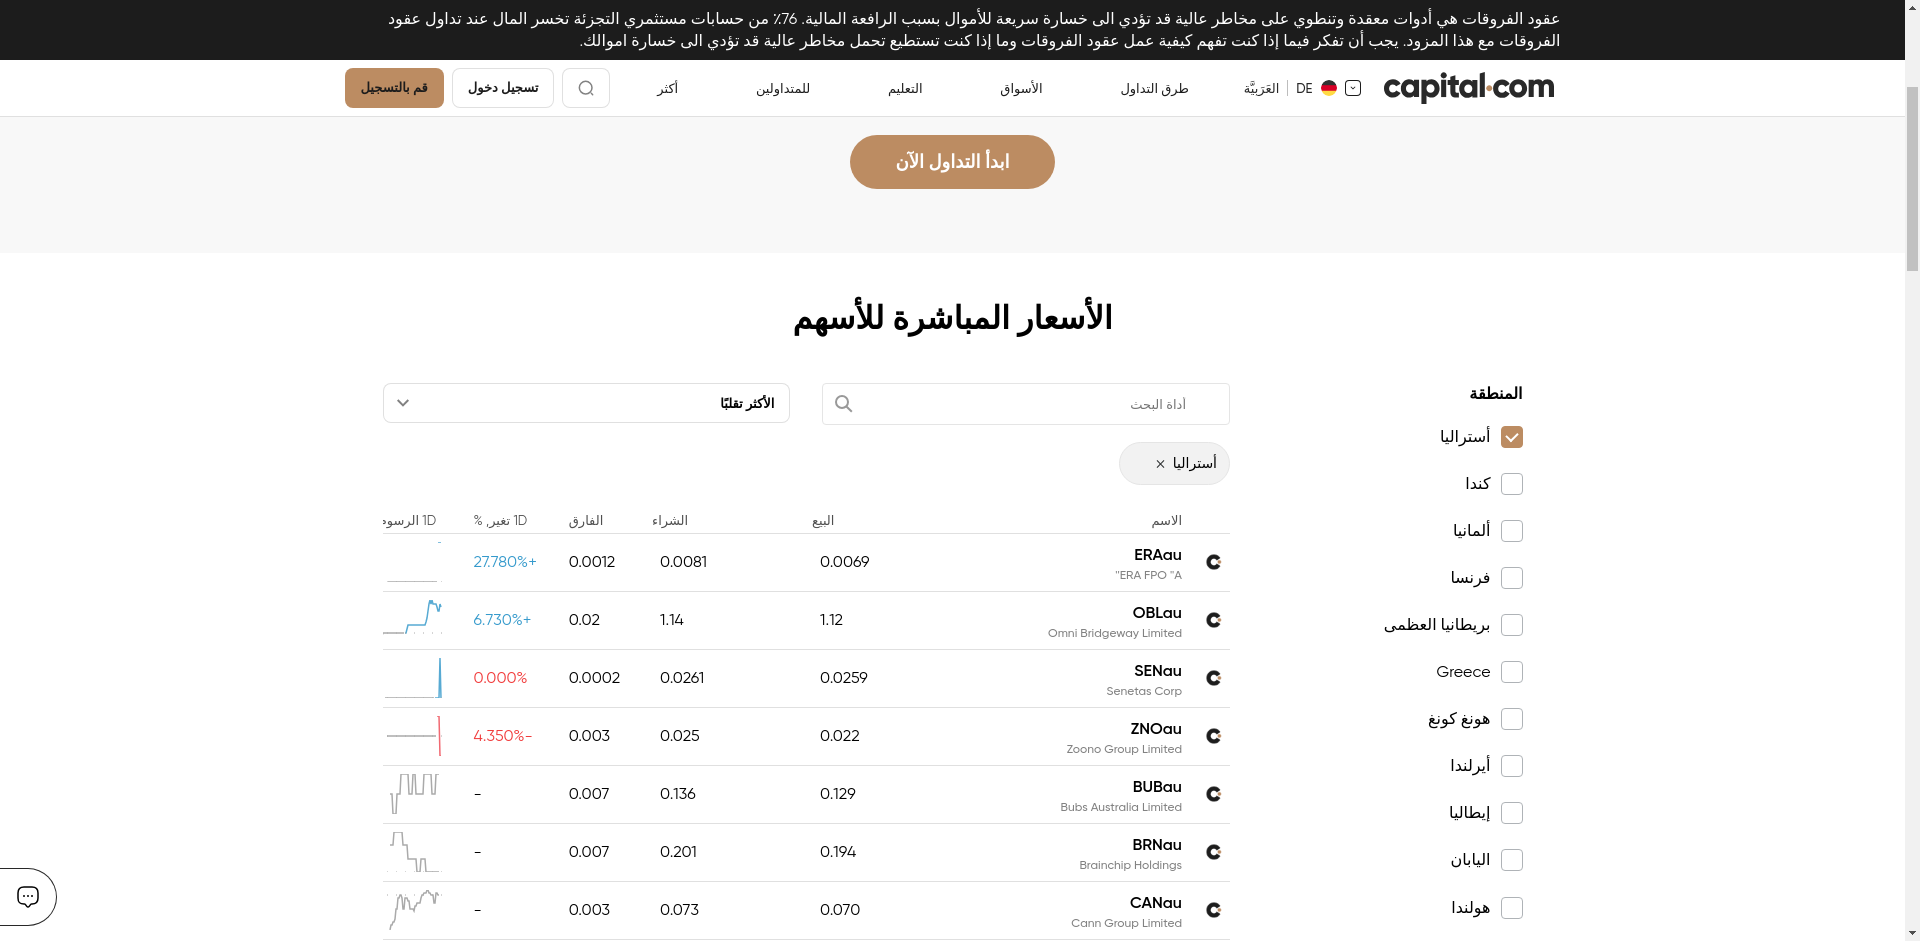 عقود الفروقات هي أدوات معقدة وتنطوي على مخاطر عالية قد تؤدي الى خسارة سريعة للأموال بسبب الرافعة المالية. 76٪ من حسابات مستثمري التجزئة تخسر المال عند تداول عقود
الفروقات مع هذا المزود. يجب أن تفكر فيما إذا كنت تفهم كيفية عمل عقود الفروقات وما إذا كنت تستطيع تحمل مخاطر عالية قد تؤدي الى خسارة اموالك.
capital.com DE العَرَبِيَّة طرق التداول الأسواق التعليم للمتداولين أكثر تسجيل دخول قم بالتسجيل
ابدأ التداول الآن
الأسعار المباشرة للأسهم
المنطقة
أستراليا
كندا
ألمانيا
فرنسا
بريطانيا العظمى
Greece
هونغ كونغ
أيرلندا
إيطاليا
اليابان
هولندا
أداة البحث
الأكثر تقلبًا
أستراليا ×
الاسم البيع الشراء الفارق 1D تغير, % 1D الرسوم
ERAau 0.0069 0.0081 0.0012 27.780%+
"ERA FPO "A
OBLau 1.12 1.14 0.02 6.730%+
Omni Bridgeway Limited
SENau 0.0259 0.0261 0.0002 0.000%
Senetas Corp
ZNOau 0.022 0.025 0.003 4.350%-
Zoono Group Limited
BUBau 0.129 0.136 0.007 -
Bubs Australia Limited
BRNau 0.194 0.201 0.007 -
Brainchip Holdings
CANau 0.070 0.073 0.003 -
Cann Group Limited